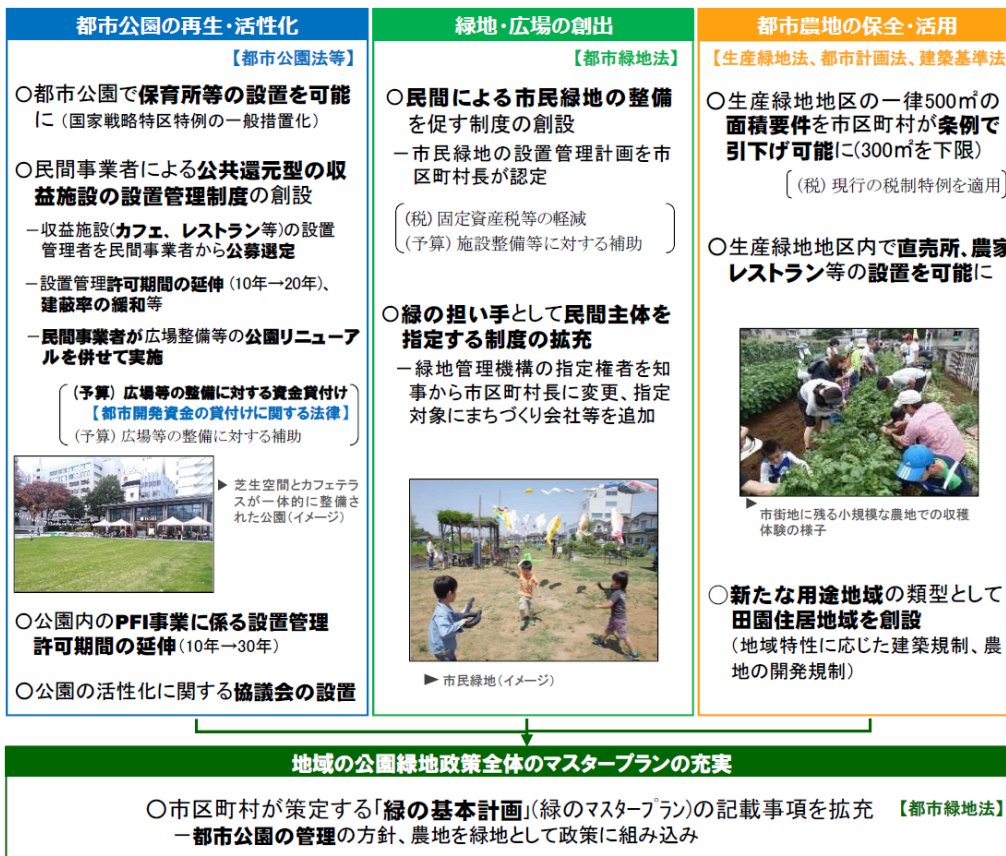 都市公園の再生・活性化
【都市公園法等】
○都市公園で保育所等の設置を可能
に（国家戦略特区特例の一般措置化）
○民間事業者による公共還元型の収
益施設の設置管理制度の創設
－収益施設(カフェ、レストラン等)の設置
管理者を民間事業者から公募選定
－設置管理許可期間の延伸（10年→20年）、
建蔽率の緩和等
－民間事業者が広場整備等の公園リニューア
ルを併せて実施
(予算) 広場等の整備に対する資金貸付け
【都市開発資金の貸付けに関する法律】
(予算) 広場等の整備に対する補助
▶ 芝生空間とカフェテラ
スが一体的に整備さ
れた公園(イメージ)
○公園内のPFI事業に係る設置管理
許可期間の延伸(10年→30年)
○公園の活性化に関する協議会の設置
緑地・広場の創出
【都市緑地法】
○民間による市民緑地の整備
を促す制度の創設
－市民緑地の設置管理計画を市
区町村長が認定
(税) 固定資産税等の軽減
(予算) 施設整備等に対する補助
○緑の担い手として民間主体を
指定する制度の拡充
－緑地管理機構の指定権者を知
事から市区町村長に変更、指定
対象にまちづくり会社等を追加
▶ 市民緑地(イメージ)
都市農地の保全・活用
【生産緑地法、都市計画法、建築基準法
○生産緑地地区の一律500㎡の
面積要件を市区町村が条例で
引下げ可能に(300㎡を下限)
(税) 現行の税制特例を適用
○生産緑地地区内で直売所、農家
レストラン等の設置を可能に
▶ 市街地に残る小規模な農地での収穫
体験の様子
○新たな用途地域の類型として
田園住居地域を創設
(地域特性に応じた建築規制、農
地の開発規制)
地域の公園緑地政策全体のマスタープランの充実
○市区町村が策定する「緑の基本計画」(緑のマスタープラン)の記載事項を拡充 【都市緑地法】
－都市公園の管理の方針、農地を緑地として政策に組み込み